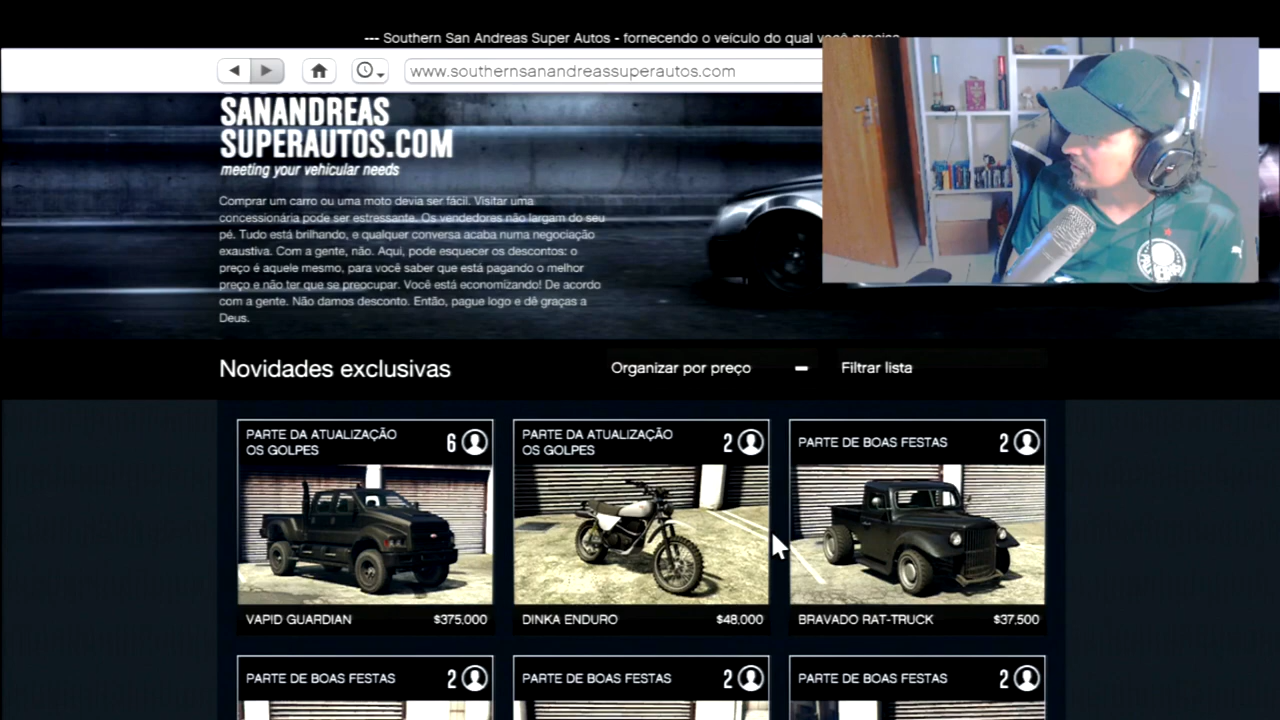 --- Southern San Andreas Super Autos - fornecendo o veículo do qual você precisa
www.southernsanandreassuperautos.com
SANANDREAS
SUPERAUTOS.COM
meeting your vehicular needs
Comprar um carro ou uma moto devia ser fácil. Visitar uma
concessionária pode ser estressante. Os vendedores não largam do seu
pé. Tudo está brilhando, e qualquer conversa acaba numa negociação
exaustiva. Com a gente, não. Aqui, pode esquecer os descontos: o
preço é aquele mesmo, para você saber que está pagando o melhor
preço e não ter que se preocupar. Você está economizando! De acordo
com a gente. Não damos desconto. Então, pague logo e dê graças a
Deus.
Novidades exclusivas
Organizar por preço
Filtrar lista
PARTE DA ATUALIZAÇÃO
OS GOLPES
6
PARTE DA ATUALIZAÇÃO
OS GOLPES
2
PARTE DE BOAS FESTAS
2
VAPID GUARDIAN
$375,000
DINKA ENDURO
$48,000
BRAVADO RAT-TRUCK
$37,500
PARTE DE BOAS FESTAS
2
PARTE DE BOAS FESTAS
2
PARTE DE BOAS FESTAS
2